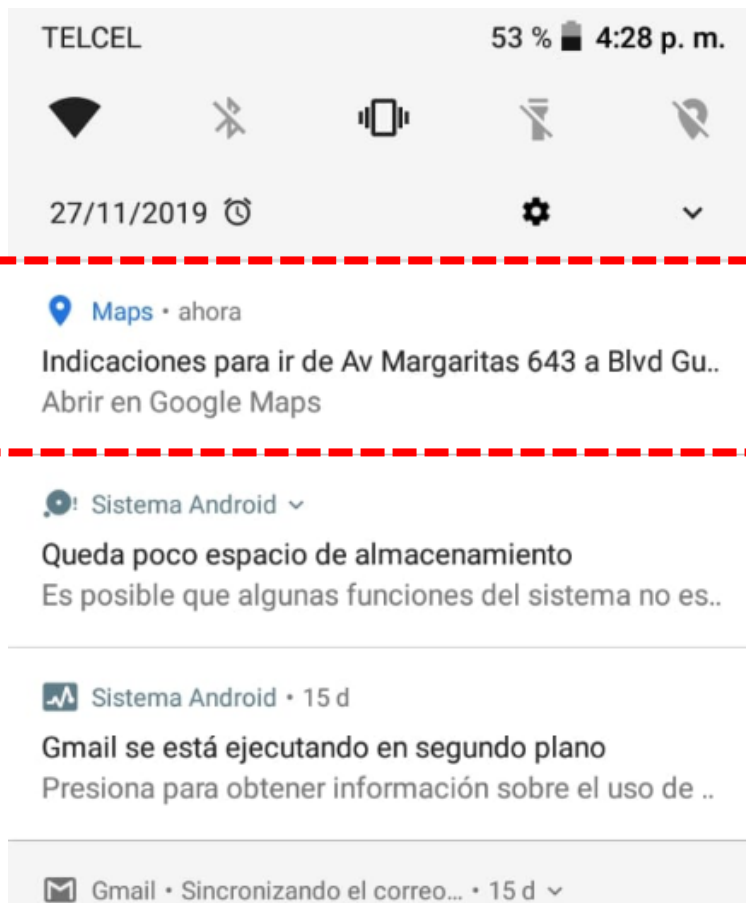 TELCEL 53 % 4:28 p. m.
27/11/2019
Maps • ahora
Indicaciones para ir de Av Margaritas 643 a Blvd Gu..
Abrir en Google Maps
Sistema Android
Queda poco espacio de almacenamiento
Es posible que algunas funciones del sistema no es..
Sistema Android • 15 d
Gmail se está ejecutando en segundo plano
Presiona para obtener información sobre el uso de ..
Gmail • Sincronizando el correo... • 15 d